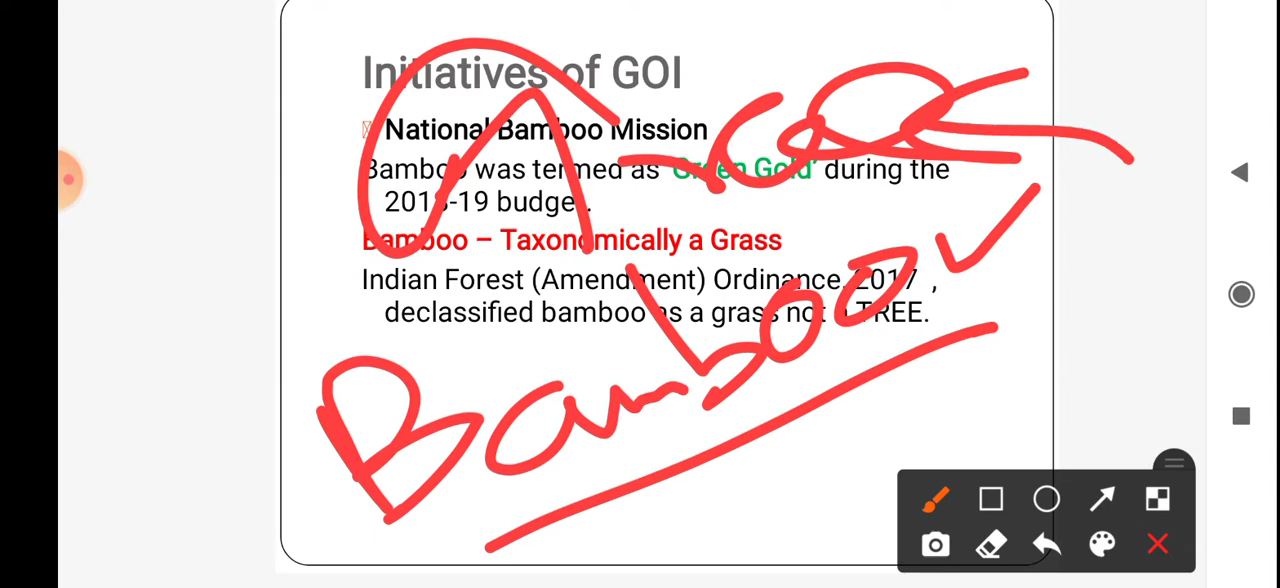 Initiatives of GOI
National Bamboo Mission
Bamboo was termed as 'Green Gold' during the
2018-19 budget.
Bamboo – Taxonomically a Grass
Indian Forest (Amendment) Ordinance, 2017 ,
declassified bamboo as a grass not a TREE.
Bamboo